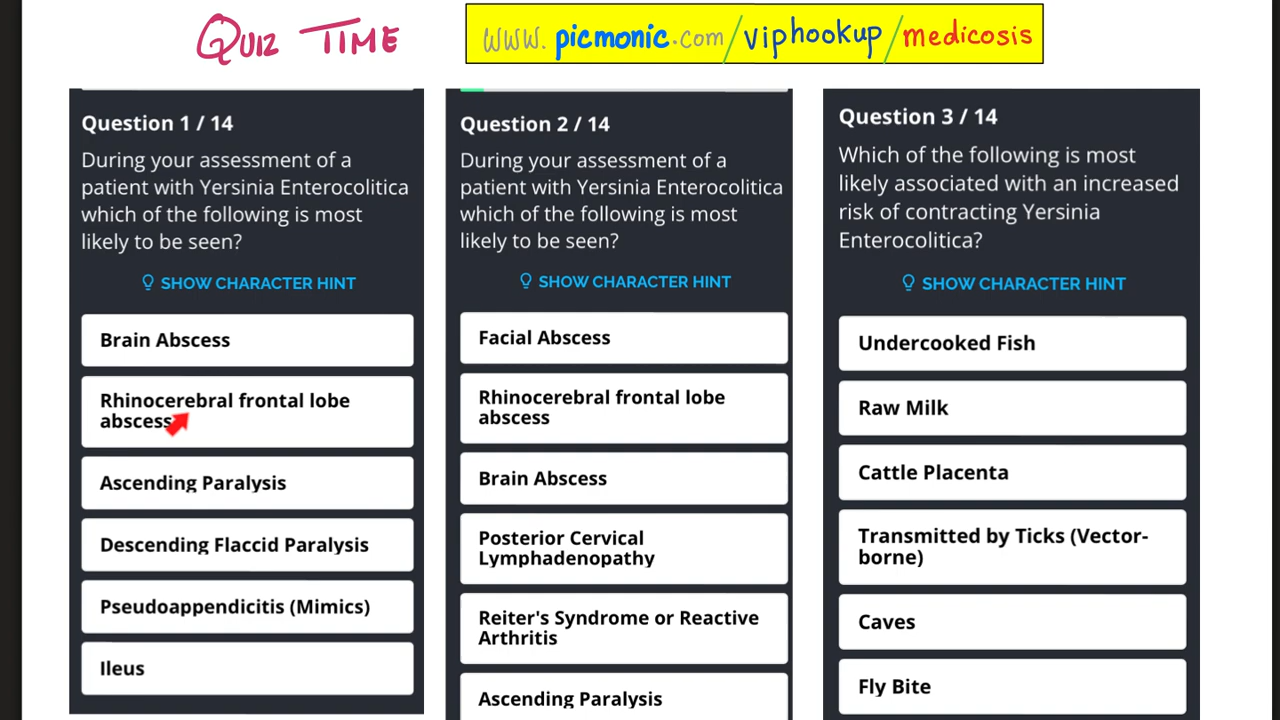 QUIZ TIME
www.picmonic.com/viphookup/medicosis
Question 1 / 14
During your assessment of a
patient with Yersinia Enterocolitica
which of the following is most
likely to be seen?
SHOW CHARACTER HINT
Brain Abscess
Rhinocerebral frontal lobe
abscess
Ascending Paralysis
Descending Flaccid Paralysis
Pseudoappendicitis (Mimics)
Ileus
Question 2 / 14
During your assessment of a
patient with Yersinia Enterocolitica
which of the following is most
likely to be seen?
SHOW CHARACTER HINT
Facial Abscess
Rhinocerebral frontal lobe
abscess
Brain Abscess
Posterior Cervical
Lymphadenopathy
Reiter's Syndrome or Reactive
Arthritis
Ascending Paralysis
Question 3 / 14
Which of the following is most
likely associated with an increased
risk of contracting Yersinia
Enterocolitica?
SHOW CHARACTER HINT
Undercooked Fish
Raw Milk
Cattle Placenta
Transmitted by Ticks (Vector-
borne)
Caves
Fly Bite